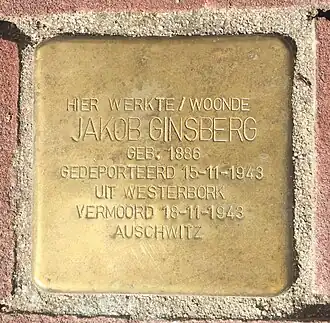 HIER WERKTE/WOONDE
JAKOB GINSBERG
GEB. 1886
GEDEPORTEERD 15-11-1943
UIT WESTERBORK
VERMOORD 18-11-1943
AUSCHWITZ